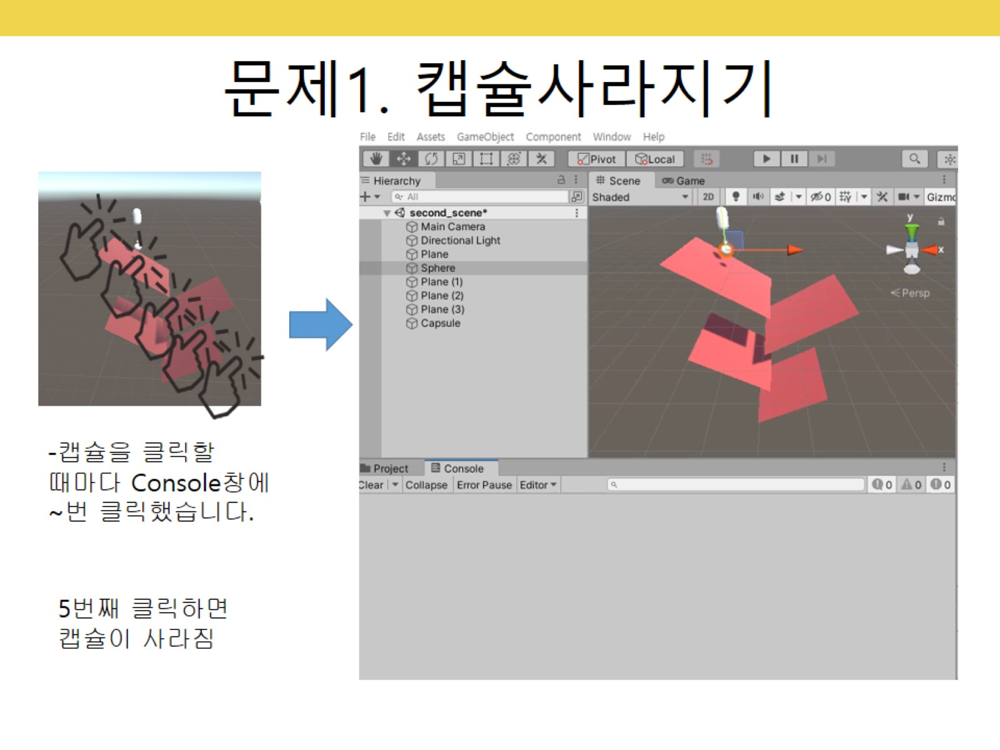 문제1. 캡슐사라지기
File Edit Assets GameObject Component Window Help
Pivot Local
Hierarchy
Scene Game
All
Shaded 2D 0 Gizmo
second_scene*
Main Camera
Directional Light
Plane
Sphere
Plane (1)
Plane (2)
Plane (3)
Capsule
y
x
Persp
-캡슐을 클릭할
때마다 Console창에
~번 클릭했습니다.
5번째 클릭하면
캡슐이 사라짐
Project Console
Clear Collapse Error Pause Editor 0 0 0